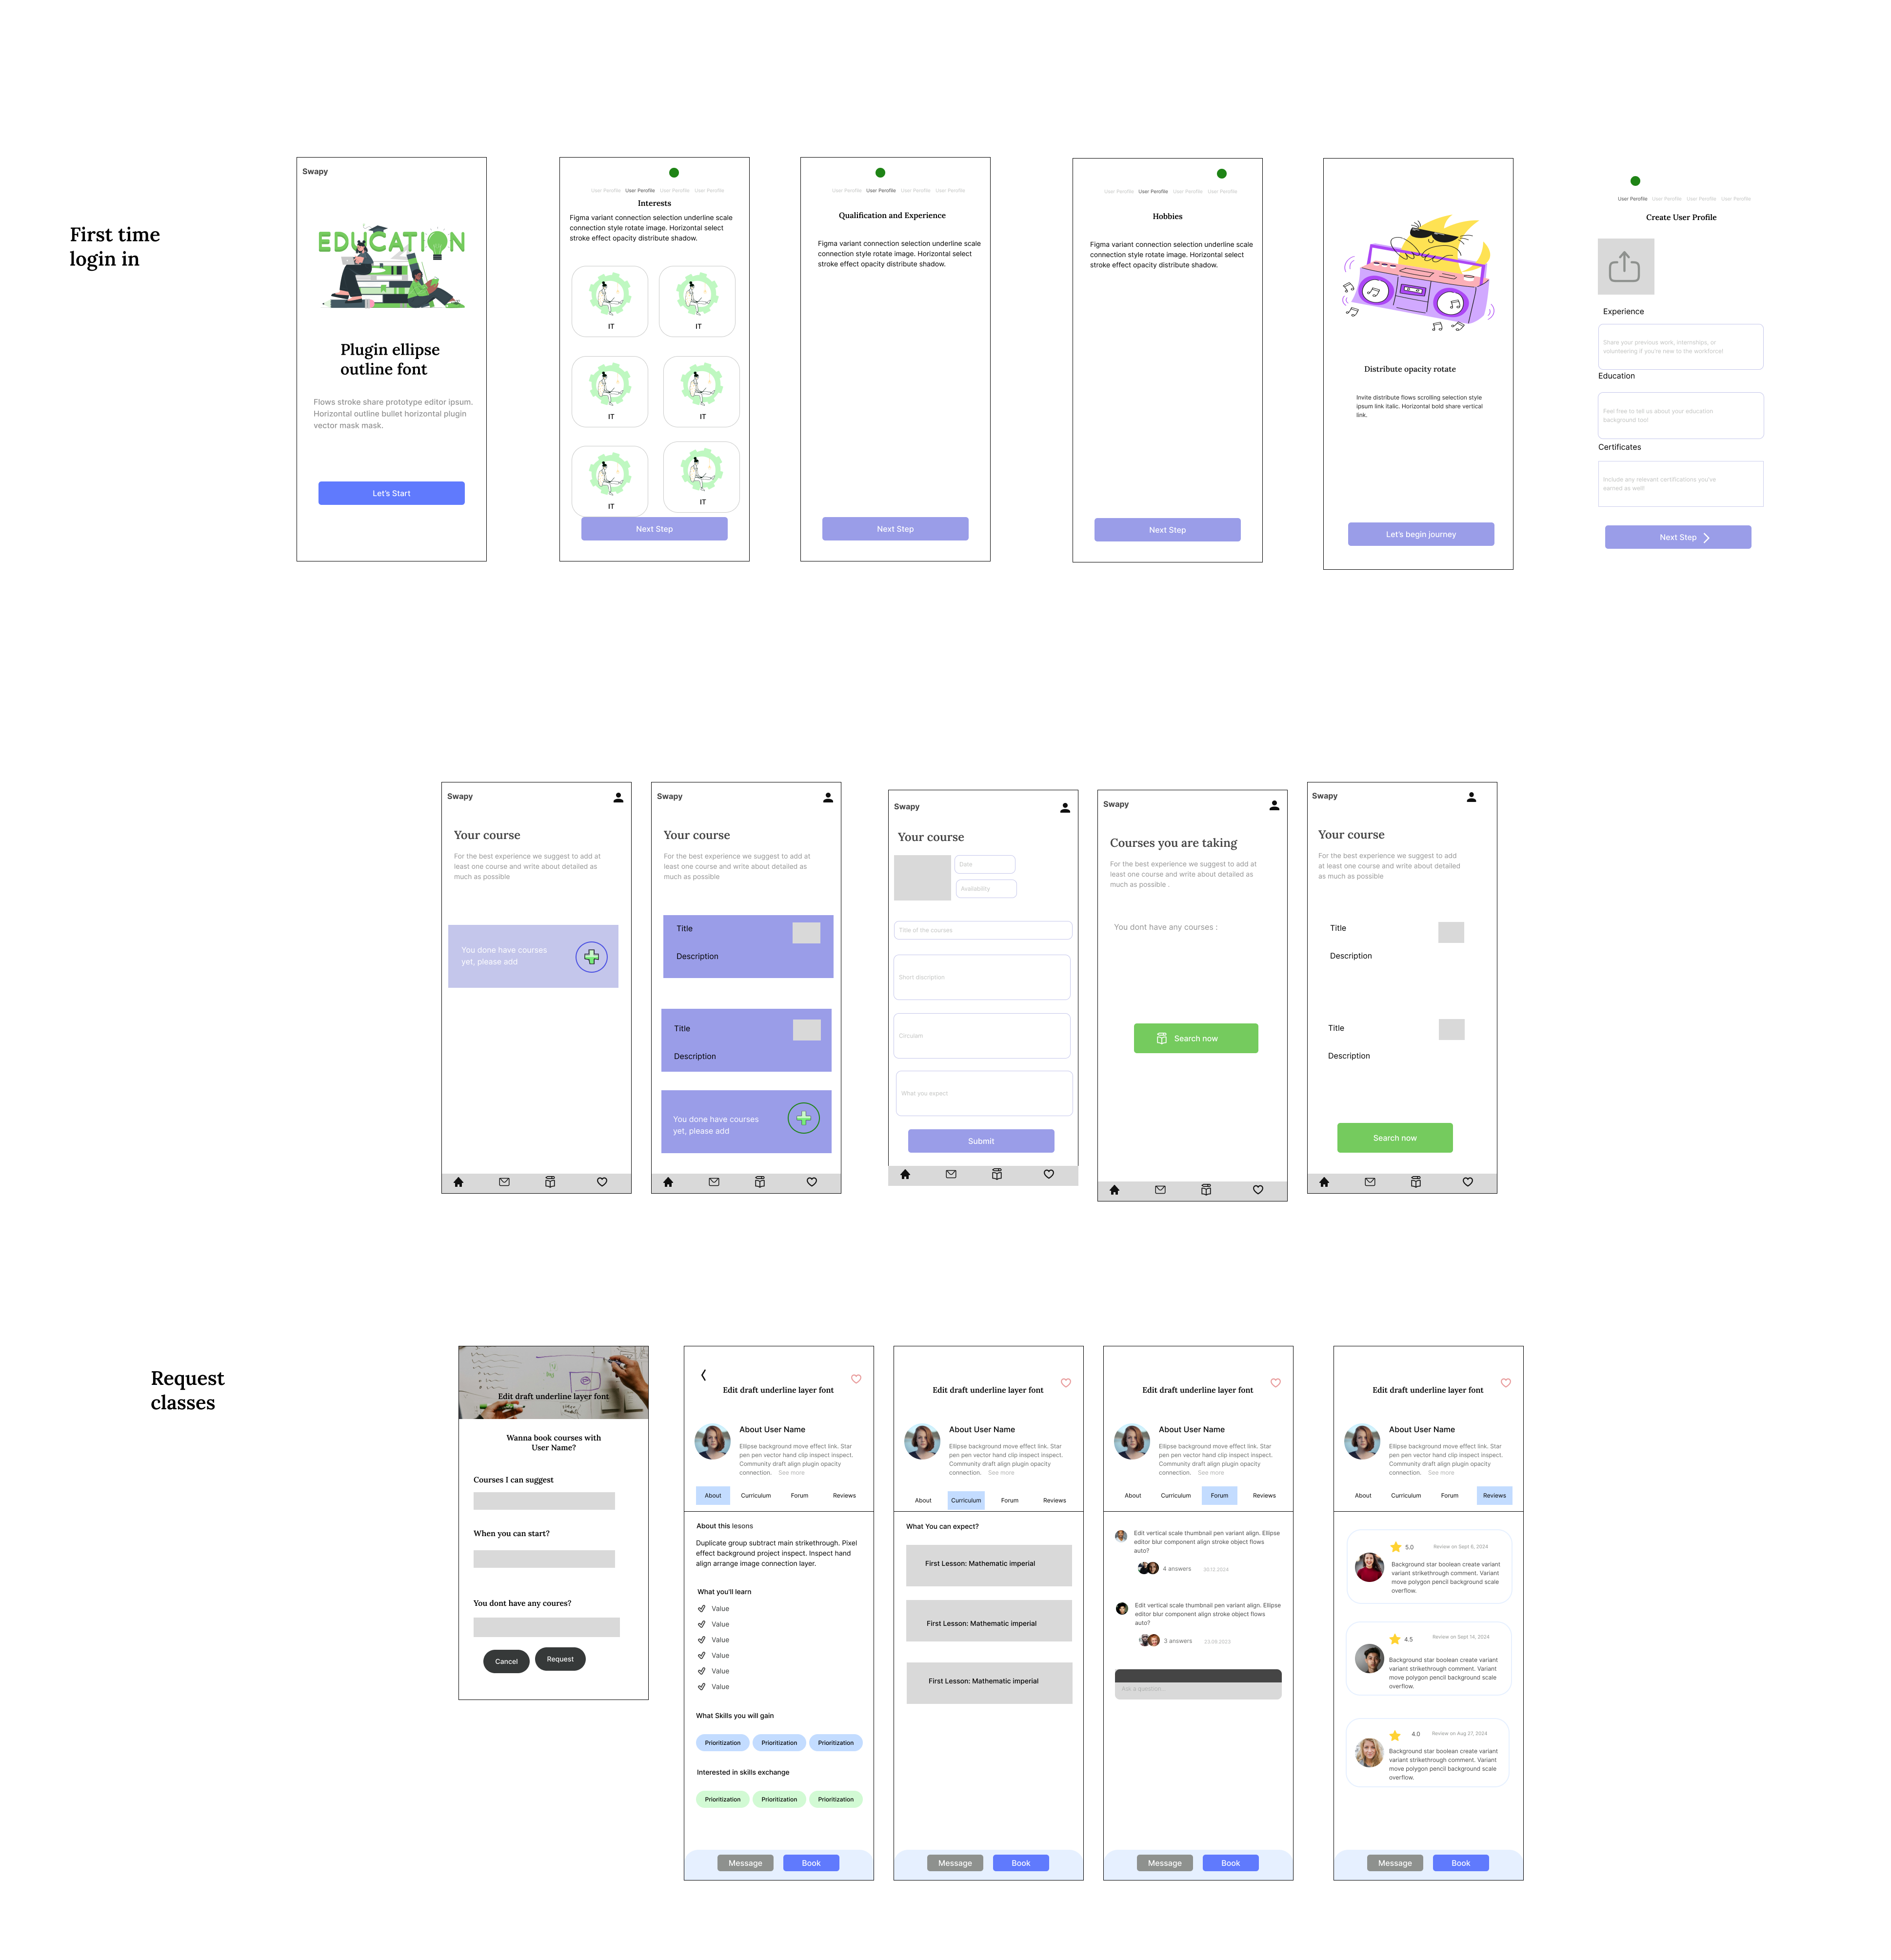 First time
login in
Swapy
EDUCATION
Plugin ellipse
outline font
Flows stroke share prototype editor ipsum.
Horizontal outline bullet horizontal plugin
vector mask mask.
Let's Start
User Perofile User Perofile User Perofile User Perofile
Interests
Figma variant connection selection underline scale
connection style rotate image. Horizontal select
stroke effect opacity distribute shadow.
IT
IT
IT
IT
IT
IT
Next Step
User Perofile User Perofile User Perofile User Perofile
Qualification and Experience
Figma variant connection selection underline scale
connection style rotate image. Horizontal select
stroke effect opacity distribute shadow.
Next Step
User Perofile User Perofile User Perofile User Perofile
Hobbies
Figma variant connection selection underline scale
connection style rotate image. Horizontal select
stroke effect opacity distribute shadow.
Next Step
Distribute opacity rotate
Invite distribute flows scrolling selection style
ipsum link italic. Horizontal bold share vertical
link.
Let's begin journey
User Perofile User Perofile User Perofile User Perofile
Create User Profile
Experience
Share your previous work, internships, or
volunteering if you're new to the workforce!
Education
Feel free to tell us about your education
background too!
Certificates
Include any relevant certifications you've
earned as well!
Next Step
Swapy
Your course
For the best experience we suggest to add at
least one course and write about detailed as
much as possible
You done have courses
yet, please add
Swapy
Your course
For the best experience we suggest to add at
least one course and write about detailed as
much as possible
Title
Description
Title
Description
You done have courses
yet, please add
Swapy
Your course
Date
Availability
Title of the courses
Short discription
Circulam
What you expect
Submit
Swapy
Courses you are taking
For the best experience we suggest to add at
least one course and write about detailed as
much as possible .
You dont have any courses :
Search now
Swapy
Your course
For the best experience we suggest to add
at least one course and write about detailed
as much as possible
Title
Description
Title
Description
Search now
Request
classes
Edit draft underline layer font
Wanna book courses with
User Name?
Courses I can suggest
When you can start?
You dont have any coures?
Cancel
Request
Edit draft underline layer font
About User Name
Ellipse background move effect link. Star
pen pen vector hand clip inspect inspect.
Community draft align plugin opacity
connection. See more
About Curriculum Forum Reviews
About this lesons
Duplicate group subtract main strikethrough. Pixel
effect background project inspect. Inspect hand
align arrange image connection layer.
What you'll learn
Value
Value
Value
Value
Value
Value
What Skills you will gain
Prioritization Prioritization Prioritization
Interested in skills exchange
Prioritization Prioritization Prioritization
Message Book
Edit draft underline layer font
About User Name
Ellipse background move effect link. Star
pen pen vector hand clip inspect inspect.
Community draft align plugin opacity
connection. See more
About Curriculum Forum Reviews
What You can expect?
First Lesson: Mathematic imperial
First Lesson: Mathematic imperial
First Lesson: Mathematic imperial
Message Book
Edit draft underline layer font
About User Name
Ellipse background move effect link. Star
pen pen vector hand clip inspect inspect.
Community draft align plugin opacity
connection. See more
About Curriculum Forum Reviews
Edit vertical scale thumbnail pen variant align. Ellipse
editor blur component align stroke object flows
auto?
4 answers
Edit vertical scale thumbnail pen variant align. Ellipse
editor blur component align stroke object flows
auto?
3 answers
Ask a question...
Message Book
Edit draft underline layer font
About User Name
Ellipse background move effect link. Star
pen pen vector hand clip inspect inspect.
Community draft align plugin opacity
connection. See more
About Curriculum Forum Reviews
5.0 Review on Sept 6, 2024
Background star boolean create variant
variant strikethrough comment. Variant
move polygon pencil background scale
overflow.
4.5 Review on Sept 14, 2024
Background star boolean create variant
variant strikethrough comment. Variant
move polygon pencil background scale
overflow.
4.0 Review on Aug 27, 2024
Background star boolean create variant
variant strikethrough comment. Variant
move polygon pencil background scale
overflow.
Message Book